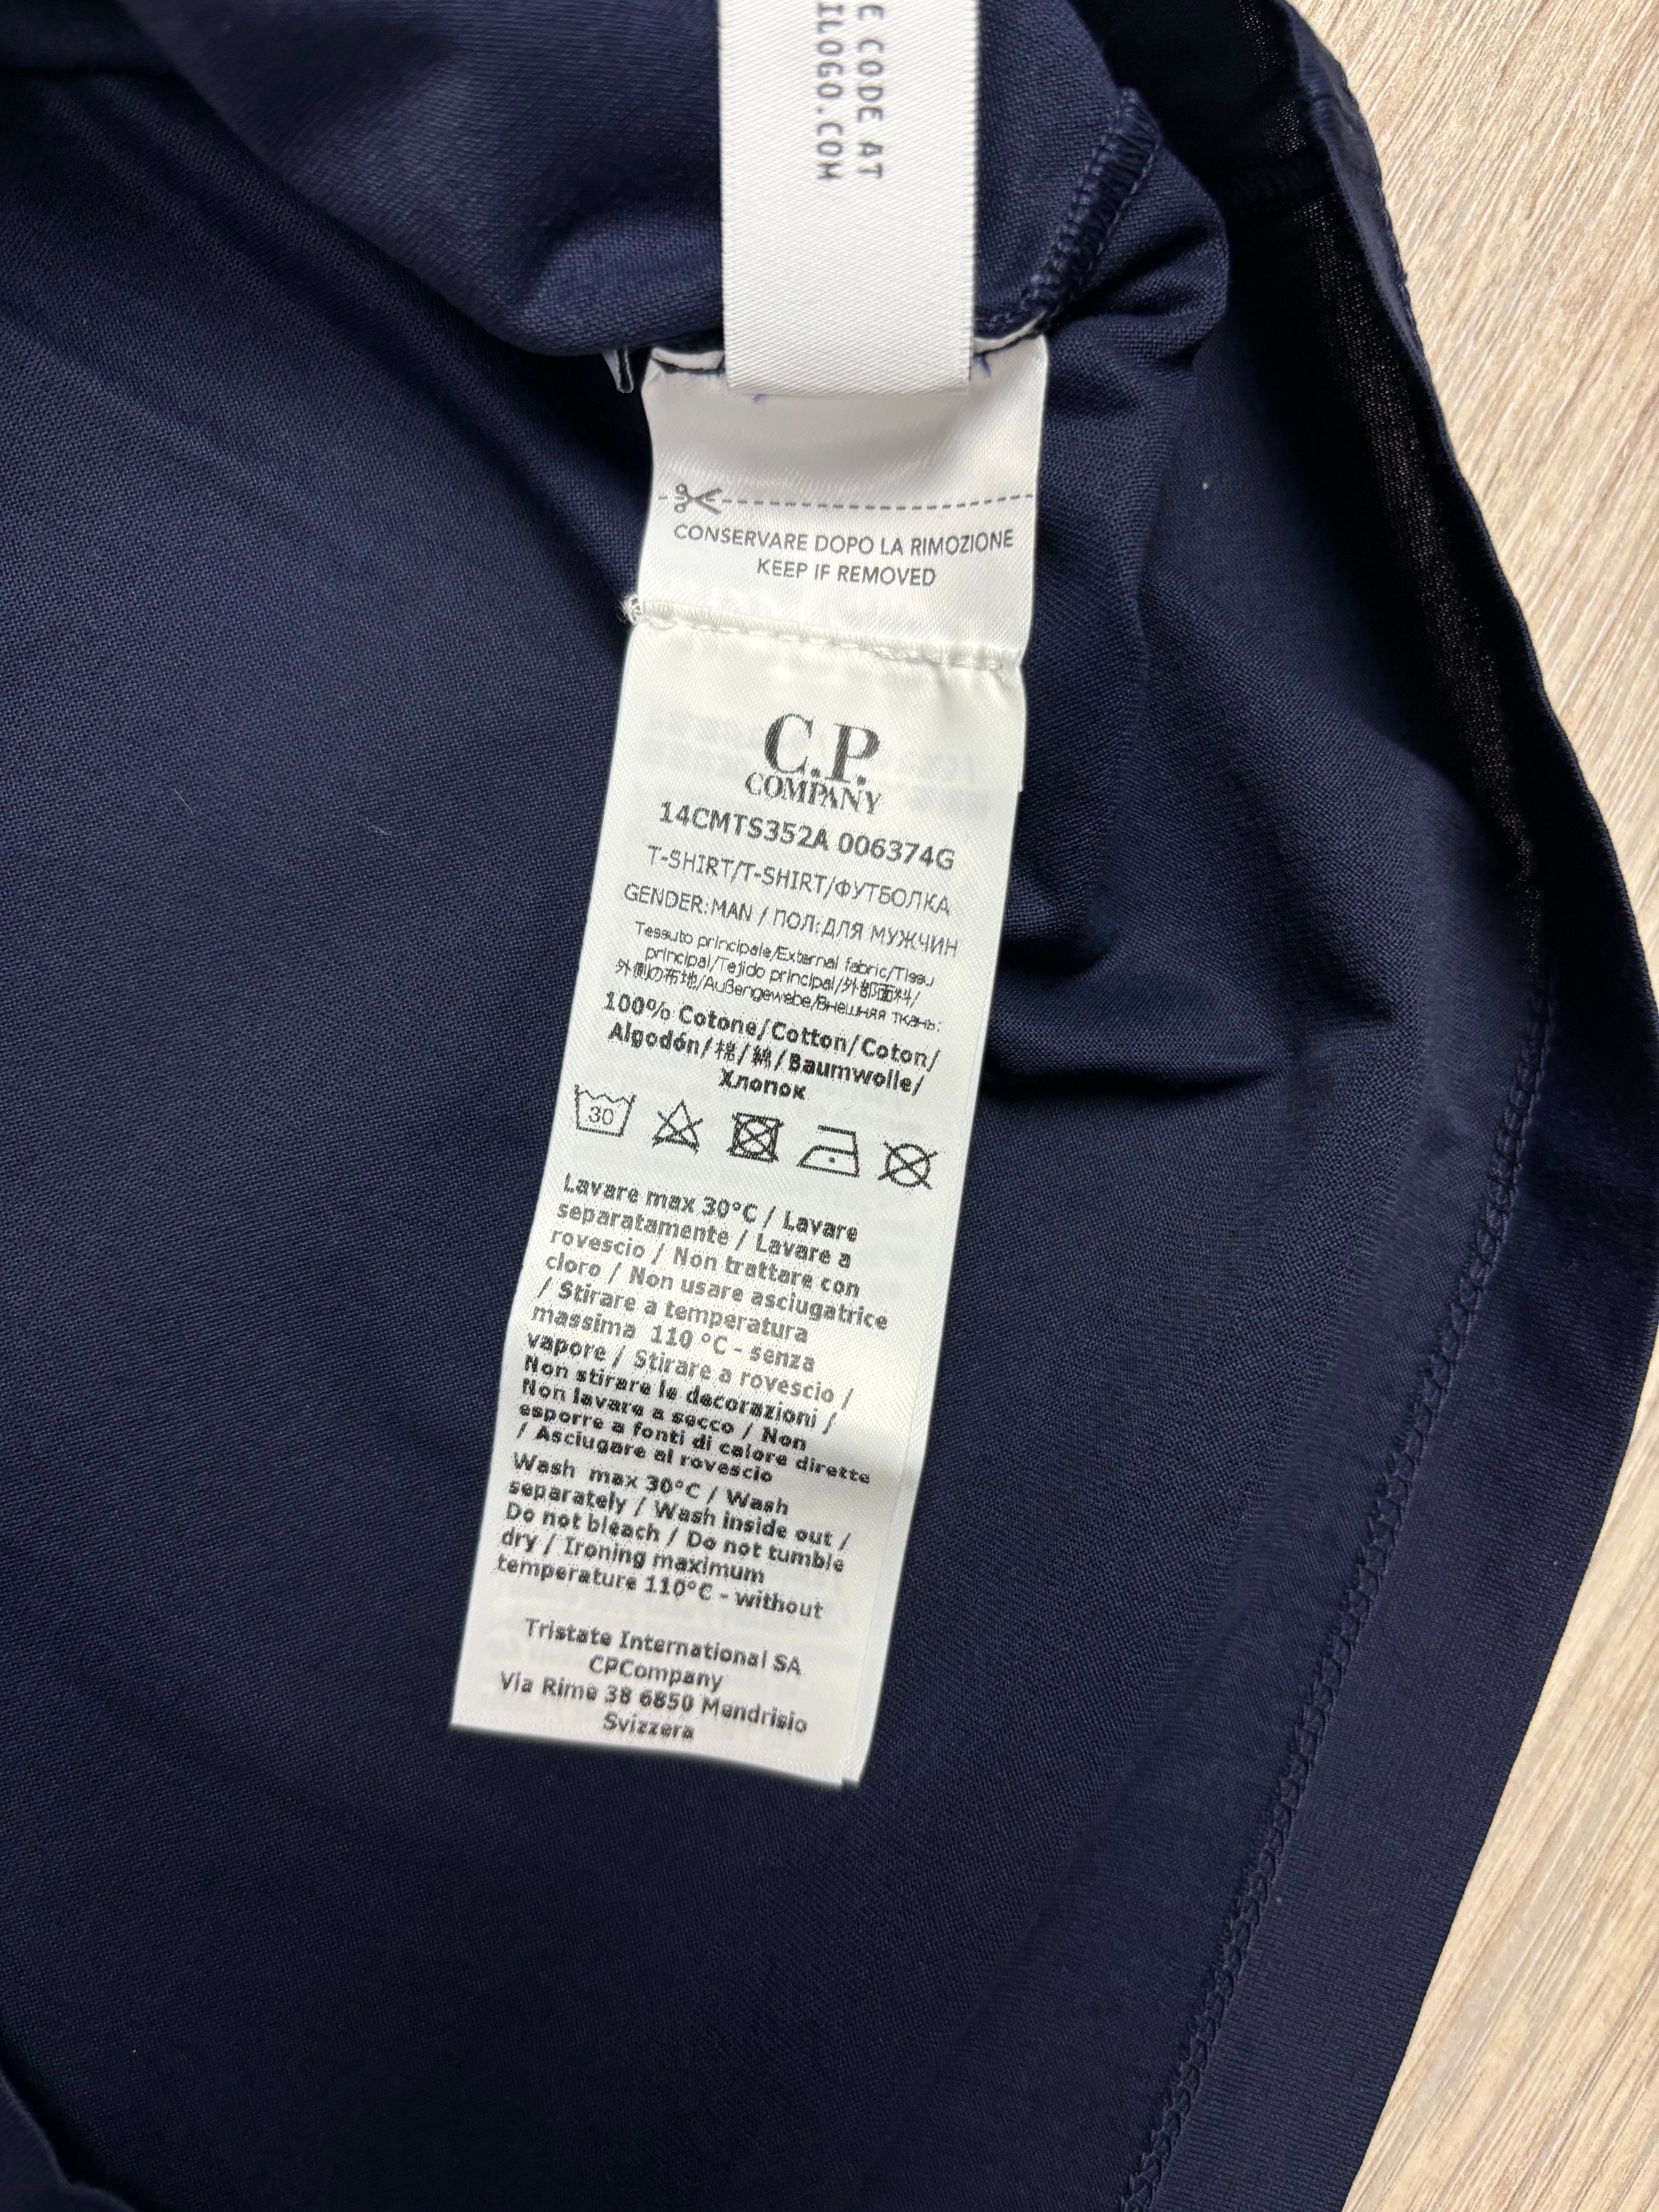 E CODE AT
ILOGO.COM
CONSERVARE DOPO LA RIMOZIONE
KEEP IF REMOVED
C.P.
COMPANY
14CMTS352A 006374G
T-SHIRT/T-SHIRT/ФУТБОЛКА
GENDER:MAN / ПОЛ:ДЛЯ МУЖЧИН
Tessuto principale/External fabric/Tissu
principal/Tejido principal/外部面料/
外側の布地/Außengewebe/Внешняя ткань:
100% Cotone/Cotton/Coton/
Algodón/棉/綿/Baumwolle/
Хлопок
30
Lavare max 30°C / Lavare
separatamente / Lavare a
rovescio / Non trattare con
cloro / Non usare asciugatrice
/ Stirare a temperatura
massima 110 °C - senza
vapore / Stirare a rovescio /
Non stirare le decorazioni /
Non lavare a secco / Non
esporre a fonti di calore dirette
/ Asciugare al rovescio
Wash max 30°C / Wash
separately / Wash inside out /
Do not bleach / Do not tumble
dry / Ironing maximum
temperature 110°C - without
Tristate International SA
CPCompany
Via Rime 38 6850 Mendrisio
Svizzera